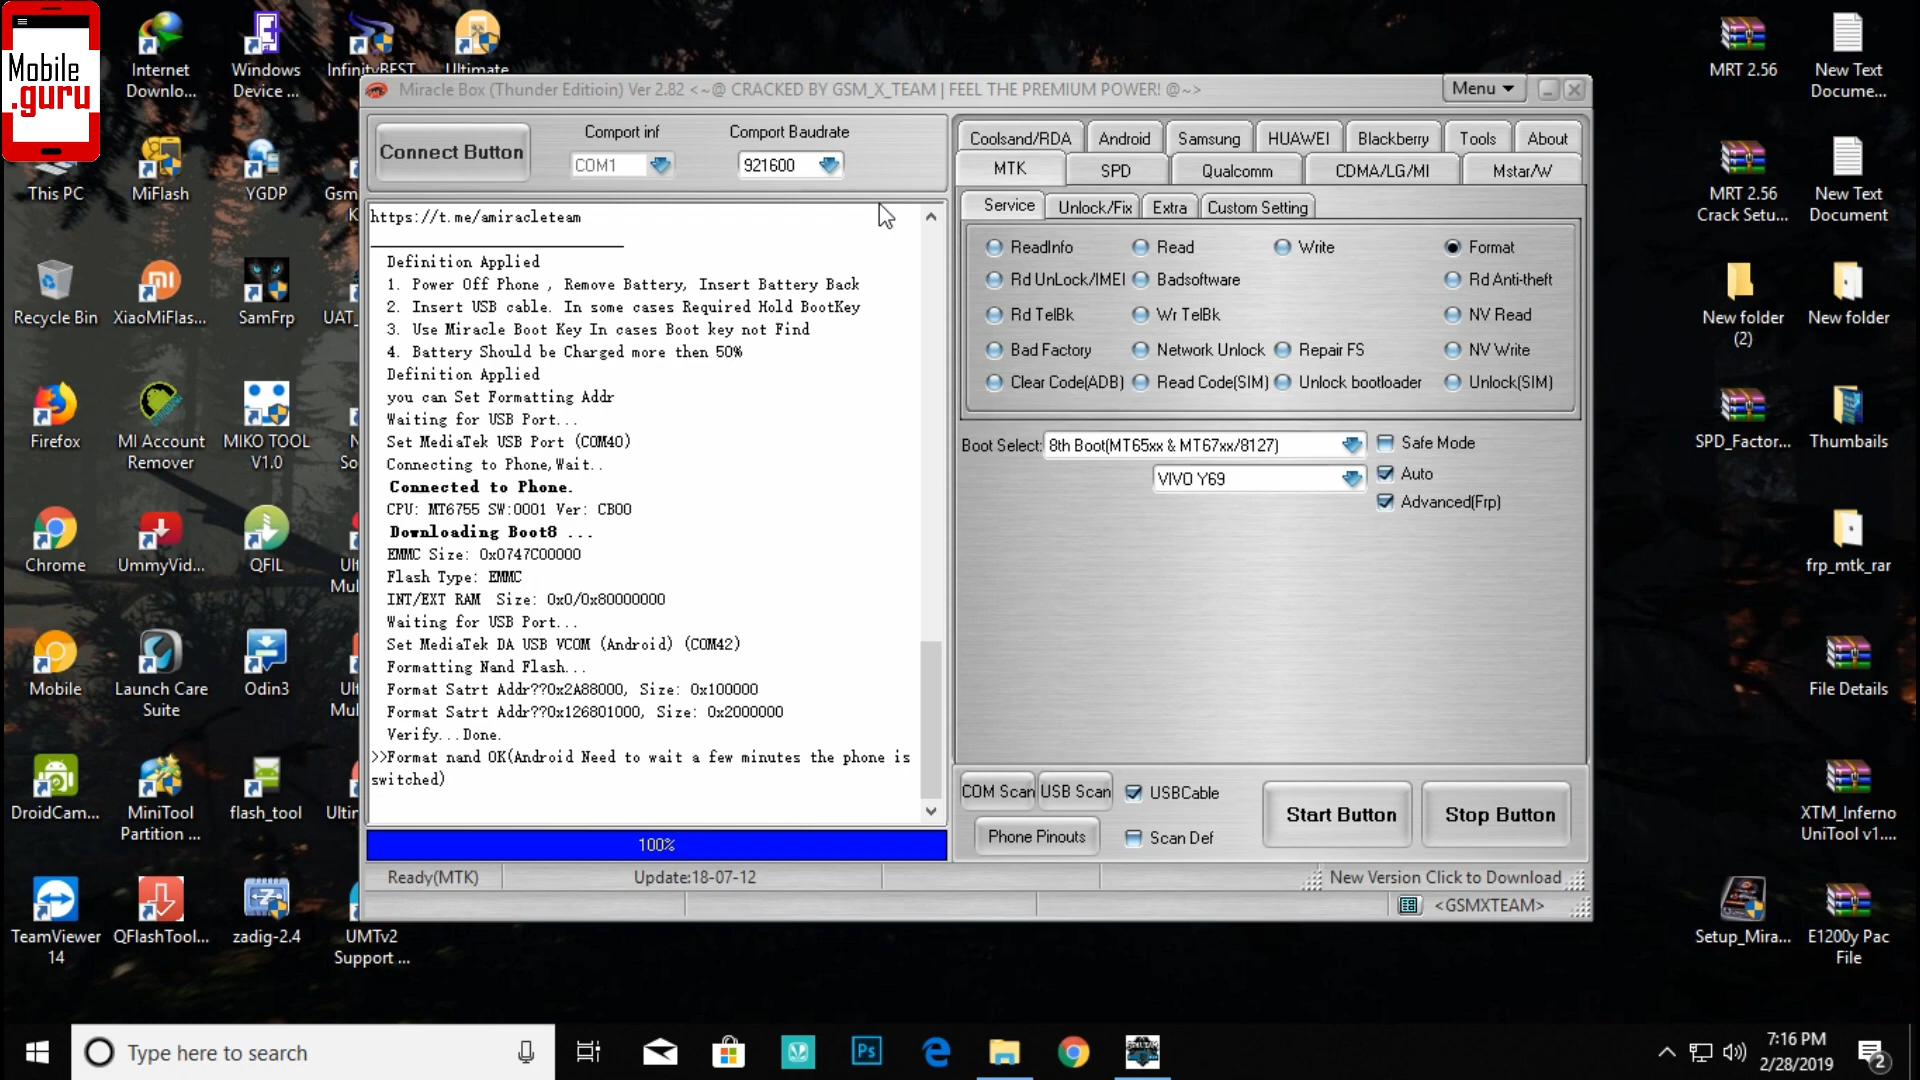 Mobile
.guru
Internet
Downlo...
Windows
Device ...
InfinityBEST
Ultimate
This PC
MiFlash
YGDP
Gsm
Recycle Bin
XiaoMiFlas...
SamFrp
UAT_
Firefox
MI Account
Remover
MIKO TOOL
V1.0
Chrome
UmmyVid...
QFIL
Mobile
Launch Care
Suite
Odin3
DroidCam...
MiniTool
Partition ...
flash_tool
TeamViewer
14
QFlashTool...
zadig-2.4
UMTv2
Support ...
Miracle Box (Thunder Editioin) Ver 2.82 <~@ CRACKED BY GSM_X_TEAM | FEEL THE PREMIUM POWER! @~>
Menu
Connect Button
Comport inf
COM1
Comport Baudrate
921600
https://t.me/amiracleteam
Definition Applied
1. Power Off Phone , Remove Battery, Insert Battery Back
2. Insert USB cable. In some cases Required Hold BootKey
3. Use Miracle Boot Key In cases Boot key not Find
4. Battery Should be Charged more then 50%
Definition Applied
you can Set Formatting Addr
Waiting for USB Port...
Set MediaTek USB Port (COM40)
Connecting to Phone,Wait..
Connected to Phone.
CPU: MT6755 SW:0001 Ver: CB00
Downloading Boot8 ...
EMMC Size: 0x0747C00000
Flash Type: EMMC
INT/EXT RAM Size: 0x0/0x80000000
Waiting for USB Port...
Set MediaTek DA USB VCOM (Android) (COM42)
Formatting Nand Flash...
Format Satrt Addr??0x2A88000, Size: 0x100000
Format Satrt Addr??0x126801000, Size: 0x2000000
Verify...Done.
>>Format nand OK(Android Need to wait a few minutes the phone is
switched)
100%
Ready(MTK)
Update:18-07-12
New Version Click to Download
<GSMXTEAM>
Coolsand/RDA Android Samsung HUAWEI Blackberry Tools About
MTK SPD Qualcomm CDMA/LG/MI Mstar/W
Service Unlock/Fix Extra Custom Setting
ReadInfo Read Write Format
Rd UnLock/IMEI Badsoftware Rd Anti-theft
Rd TelBk Wr TelBk NV Read
Bad Factory Network Unlock Repair FS NV Write
Clear Code(ADB) Read Code(SIM) Unlock bootloader Unlock(SIM)
Boot Select: 8th Boot(MT65xx & MT67xx/8127) Safe Mode
VIVO Y69 Auto
Advanced(Frp)
COM Scan USB Scan USBCable
Phone Pinouts Scan Def
Start Button Stop Button
MRT 2.56
New Text
Docume...
MRT 2.56
Crack Setu...
New Text
Document
New folder
(2)
New folder
SPD_Factor...
Thumbails
frp_mtk_rar
File Details
XTM_Inferno
UniTool v1....
Setup_Mira...
E1200y Pac
File
Type here to search
Ps
7:16 PM
2/28/2019
2